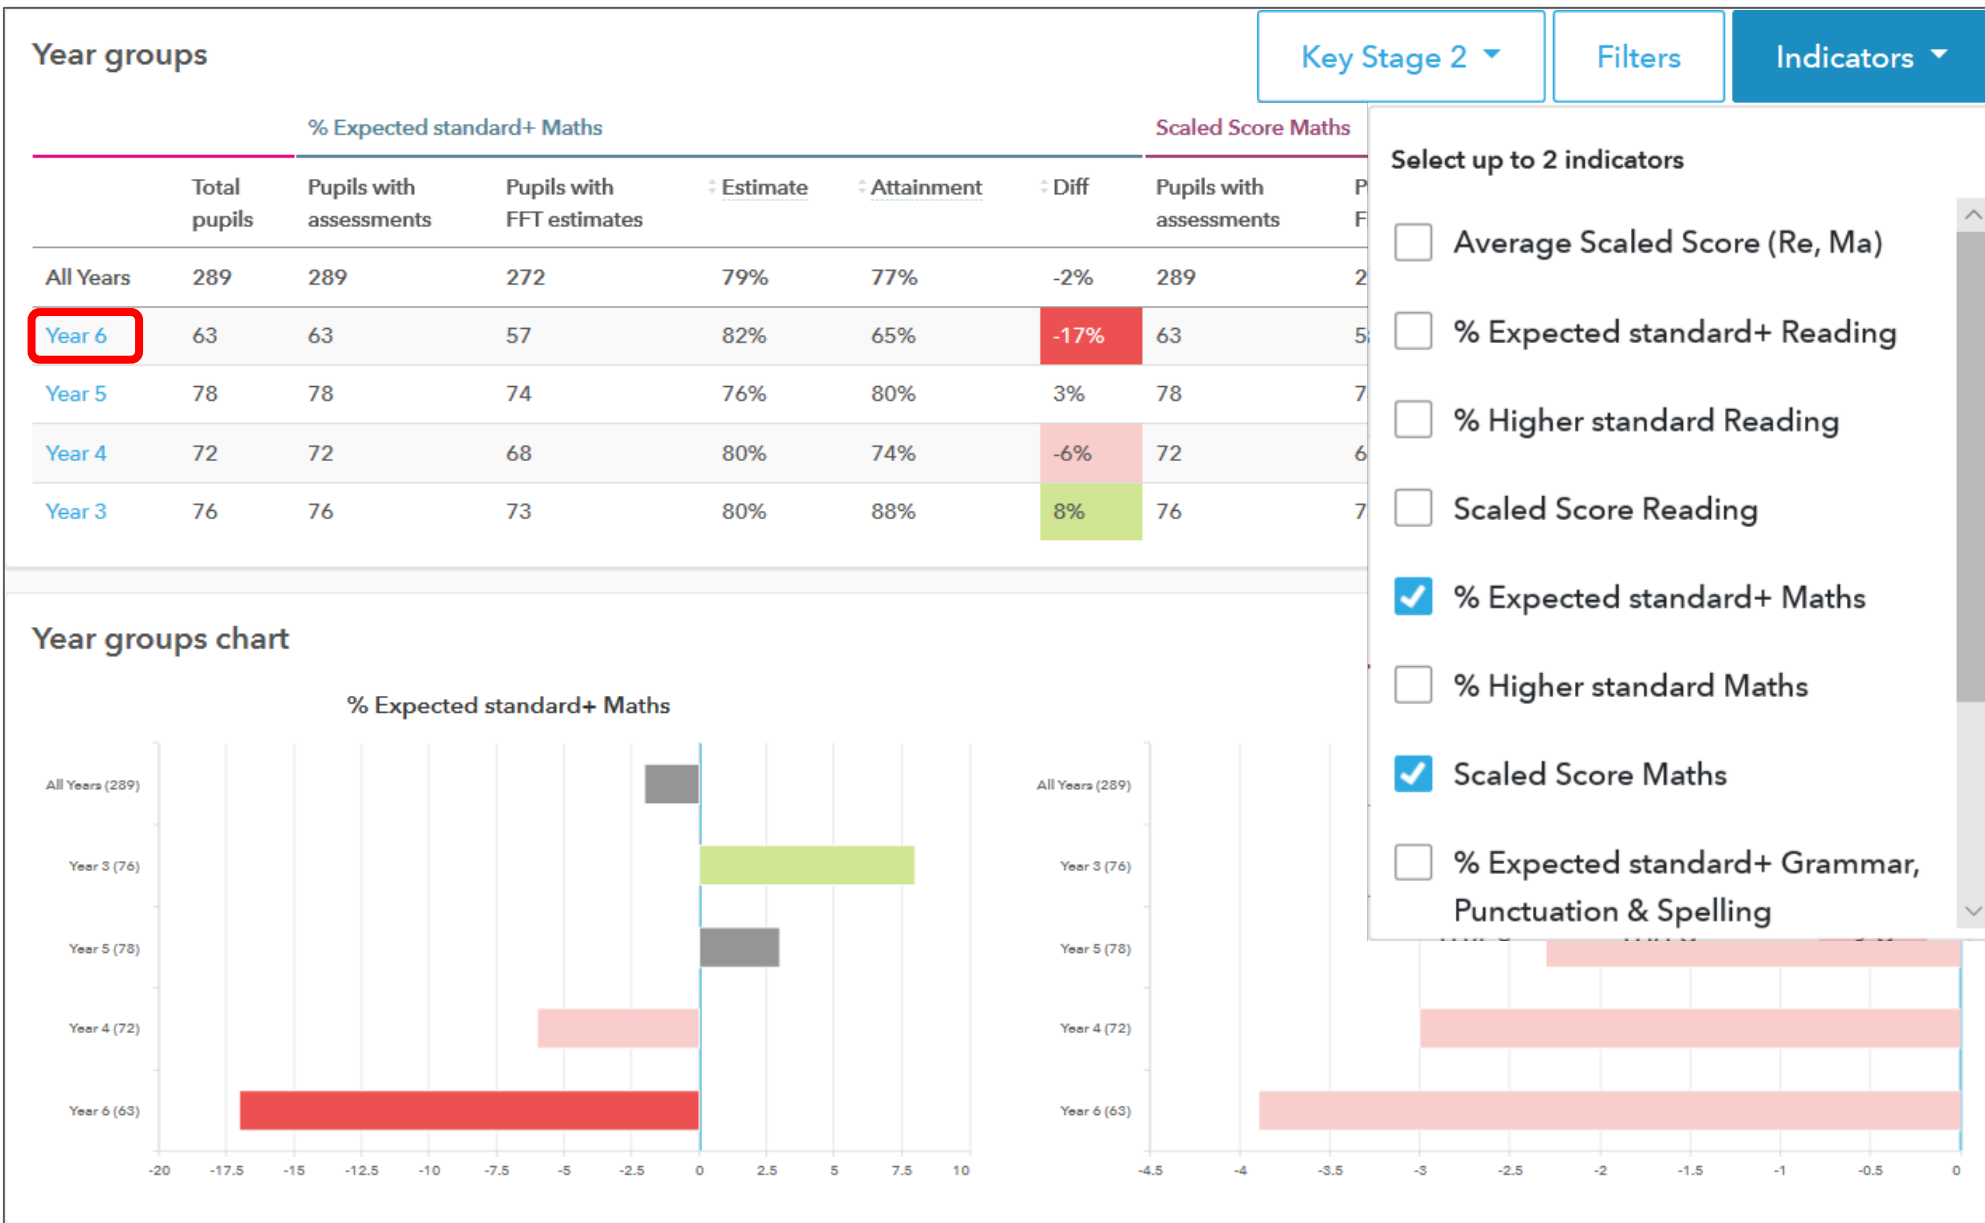 Year groups
Key Stage 2
Filters
Indicators
% Expected standard+ Maths
Scaled Score Maths
Total pupils
Pupils with assessments
Pupils with FFT estimates
Estimate
Attainment
Diff
Pupils with assessments
All Years 289 289 272 79% 77% -2% 289
Year 6 63 63 57 82% 65% -17% 63
Year 5 78 78 74 76% 80% 3% 78
Year 4 72 72 68 80% 74% -6% 72
Year 3 76 76 73 80% 88% 8% 76
Select up to 2 indicators
Average Scaled Score (Re, Ma)
% Expected standard+ Reading
% Higher standard Reading
Scaled Score Reading
% Expected standard+ Maths
% Higher standard Maths
Scaled Score Maths
% Expected standard+ Grammar,
Punctuation & Spelling
Year groups chart
% Expected standard+ Maths
All Years (289)
Year 3 (76)
Year 5 (78)
Year 4 (72)
Year 6 (63)
-20 -17.5 -15 -12.5 -10 -7.5 -5 -2.5 0 2.5 5 7.5 10
All Years (289)
Year 3 (76)
Year 5 (78)
Year 4 (72)
Year 6 (63)
-4.5 -4 -3.5 -3 -2.5 -2 -1.5 -1 -0.5 0